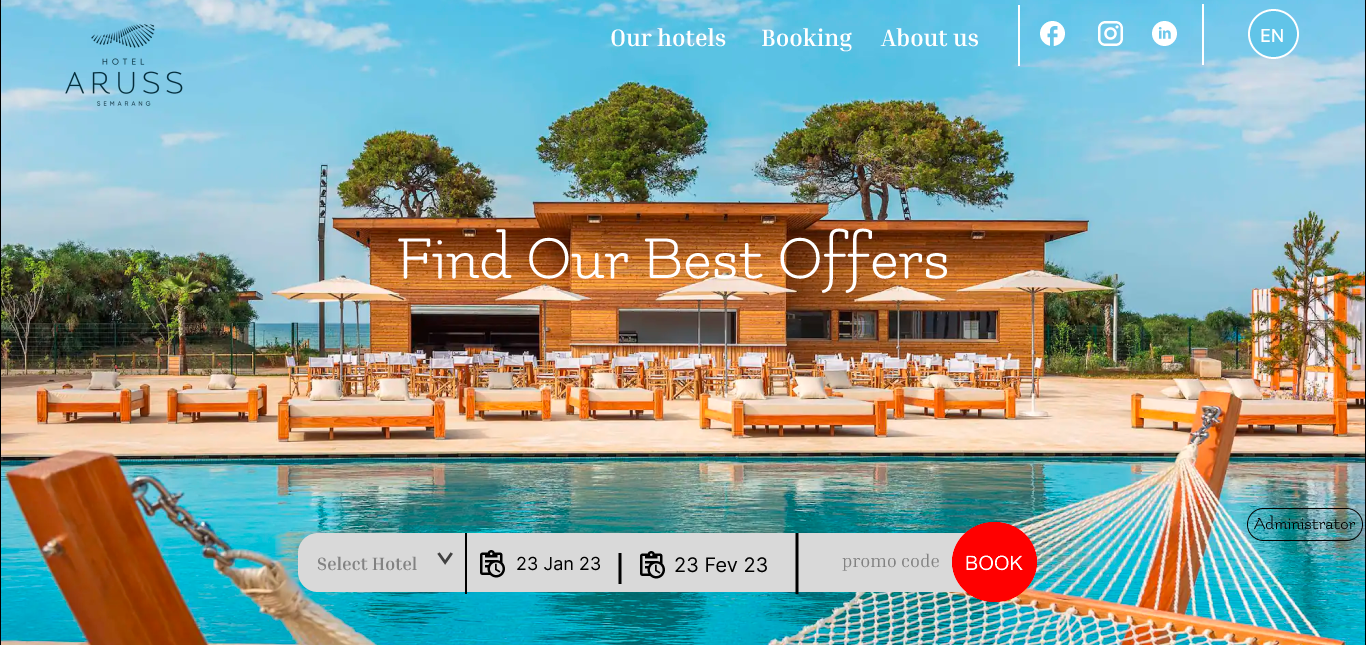 HOTEL
ARUSS
SEMARANG
Our hotels Booking About us
EN
Find Our Best Offers
Administrator
Select Hotel 23 Jan 23 23 Fev 23 promo code BOOK